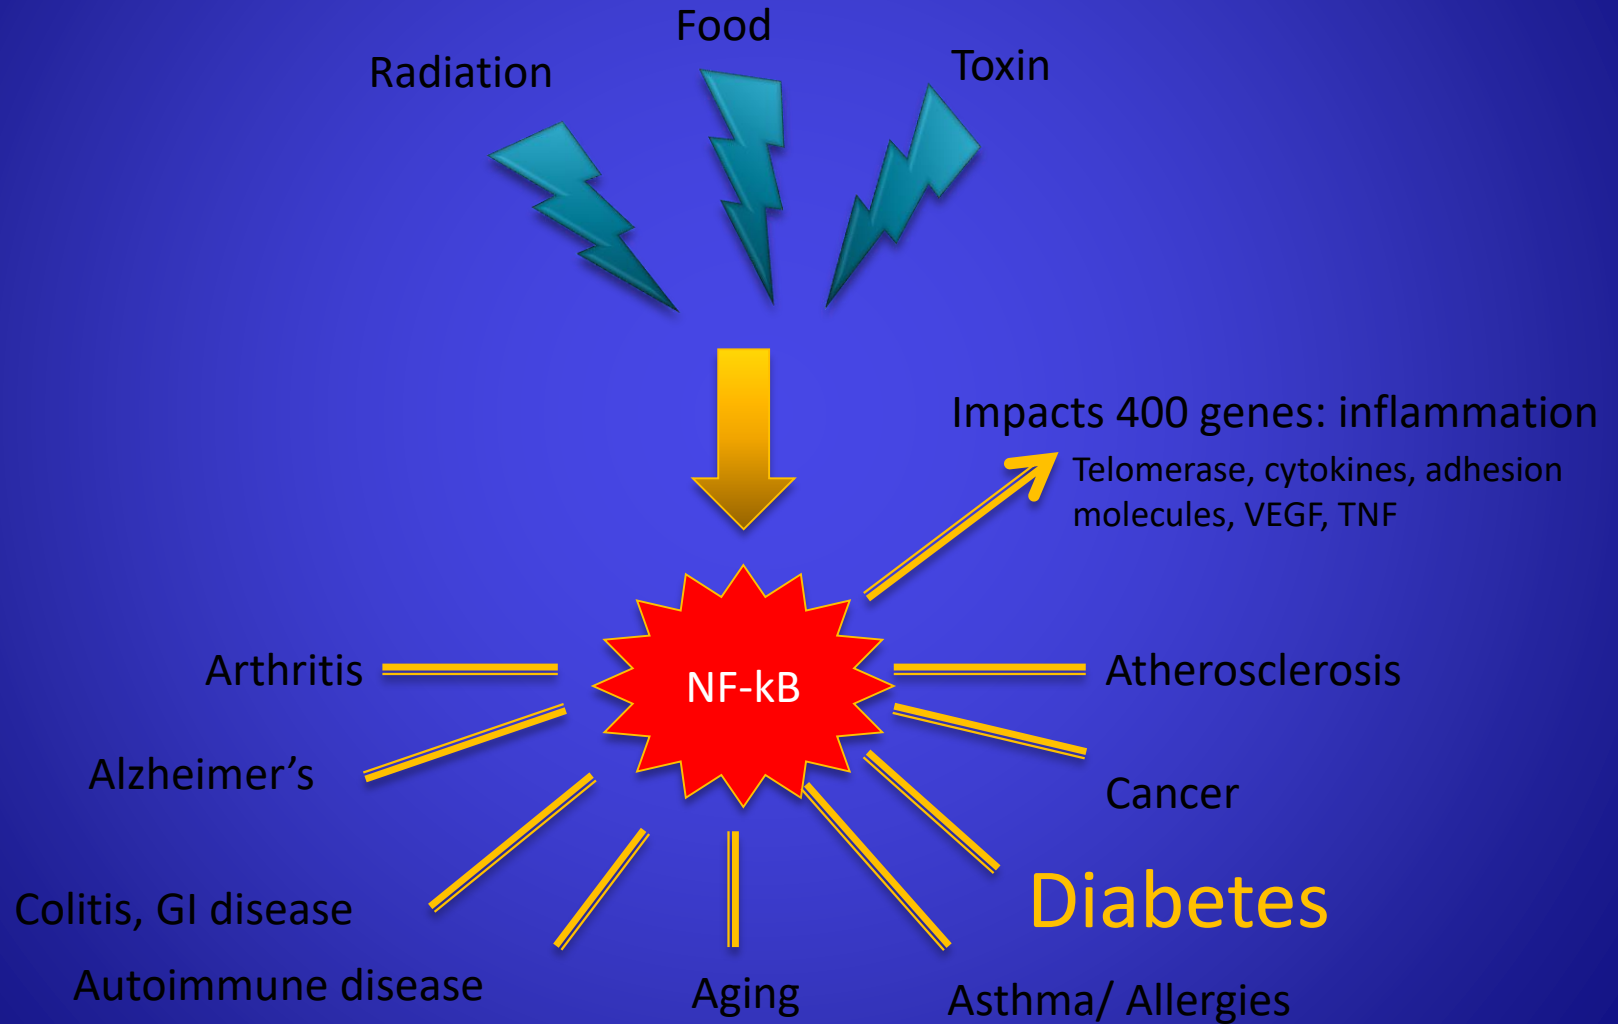 Food
Radiation
Toxin
Impacts 400 genes: inflammation
Telomerase, cytokines, adhesion
molecules, VEGF, TNF
NF-kB
Arthritis
Atherosclerosis
Alzheimer’s
Cancer
Diabetes
Colitis, GI disease
Autoimmune disease
Aging
Asthma/ Allergies